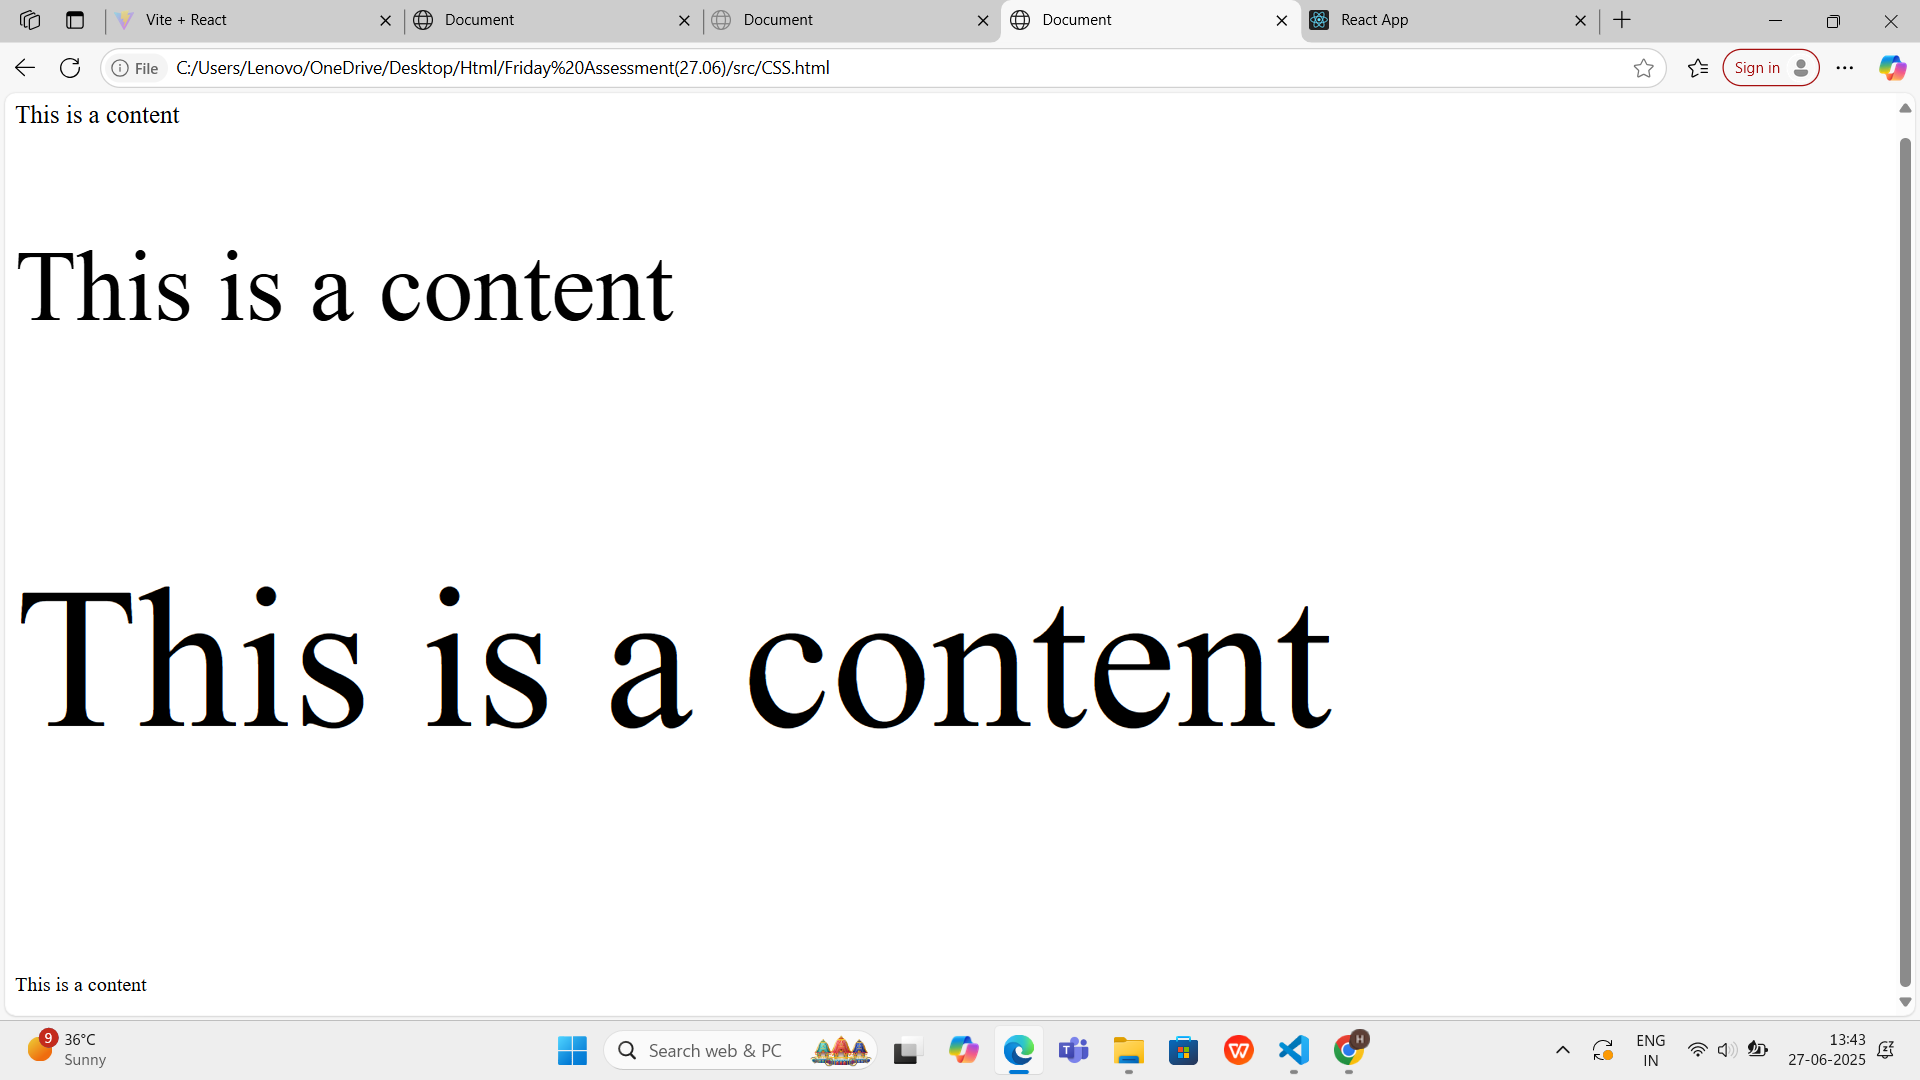 Vite + React
Document
Document
Document
React App
File
C:/Users/Lenovo/OneDrive/Desktop/Html/Friday%20Assessment(27.06)/src/CSS.html
Sign in
This is a content
This is a content
This is a content
This is a content
9
36°C
Sunny
Search web & PC
T
W
H
ENG
IN
13:43
27-06-2025